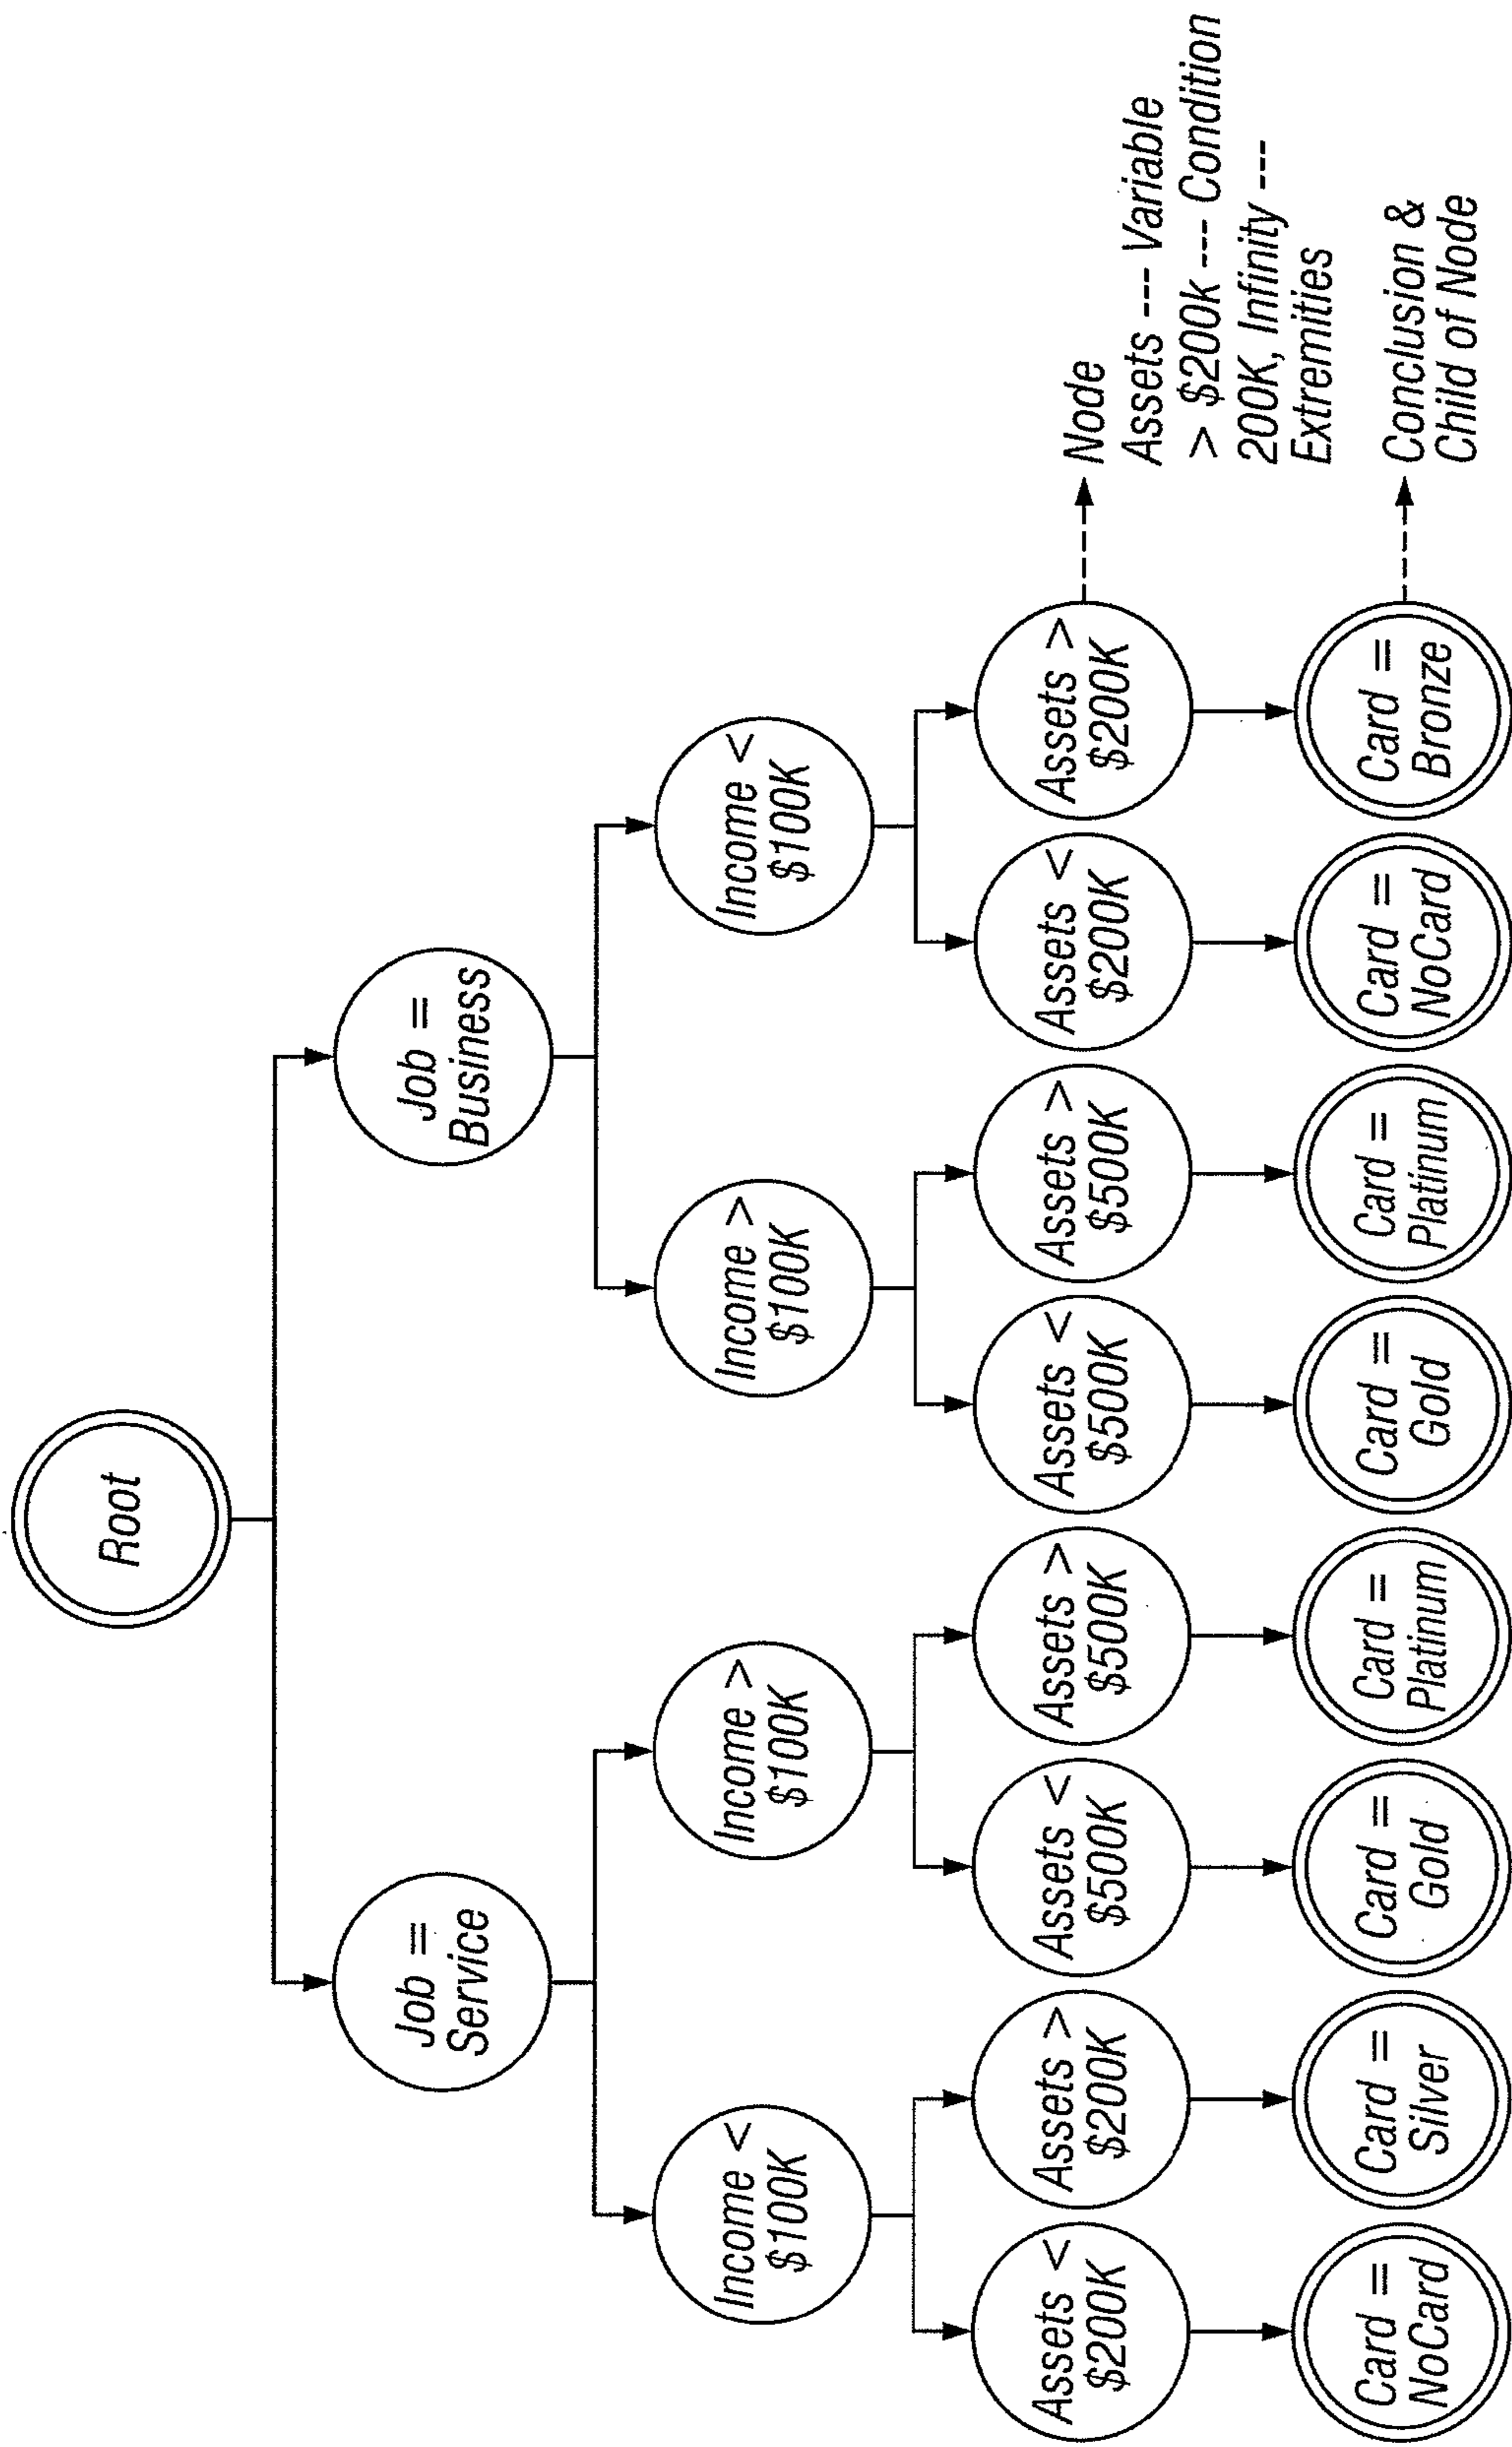 Root
Job =
Service
Job =
Business
Income <
$100K
Income >
$100K
Income >
$100K
Income <
$100K
Assets <
$200K
Assets >
$200K
Assets <
$500K
Assets >
$500K
Assets <
$500K
Assets >
$500K
Assets <
$200K
Assets >
$200K
Node
Assets --- Variable
> $200k --- Condition
200K, Infinity ---
Extremities
Card =
NoCard
Card =
Silver
Card =
Gold
Card =
Platinum
Card =
Gold
Card =
Platinum
Card =
NoCard
Card =
Bronze
Conclusion &
Child of Node